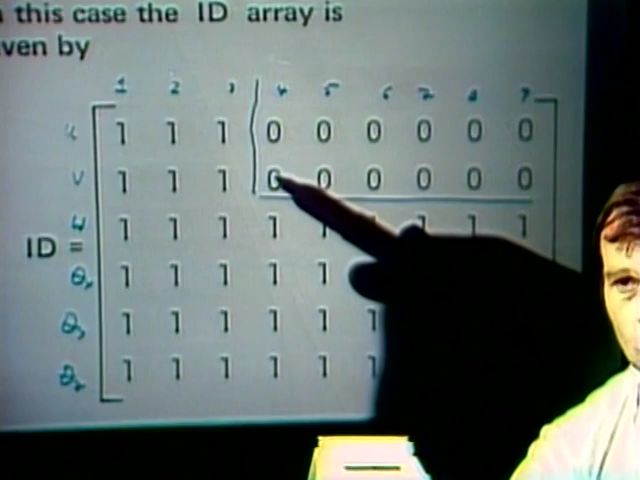 this case the ID array is
ven by
1 2 3 4 5 6 7 8 9
u 1 1 1 0 0 0 0 0 0
v 1 1 1 0 0 0 0 0 0
w 1 1 1 1 1 1 1 1 1
θx 1 1 1 1 1
ID =
θy 1 1 1 1 1 1
θz 1 1 1 1 1 1